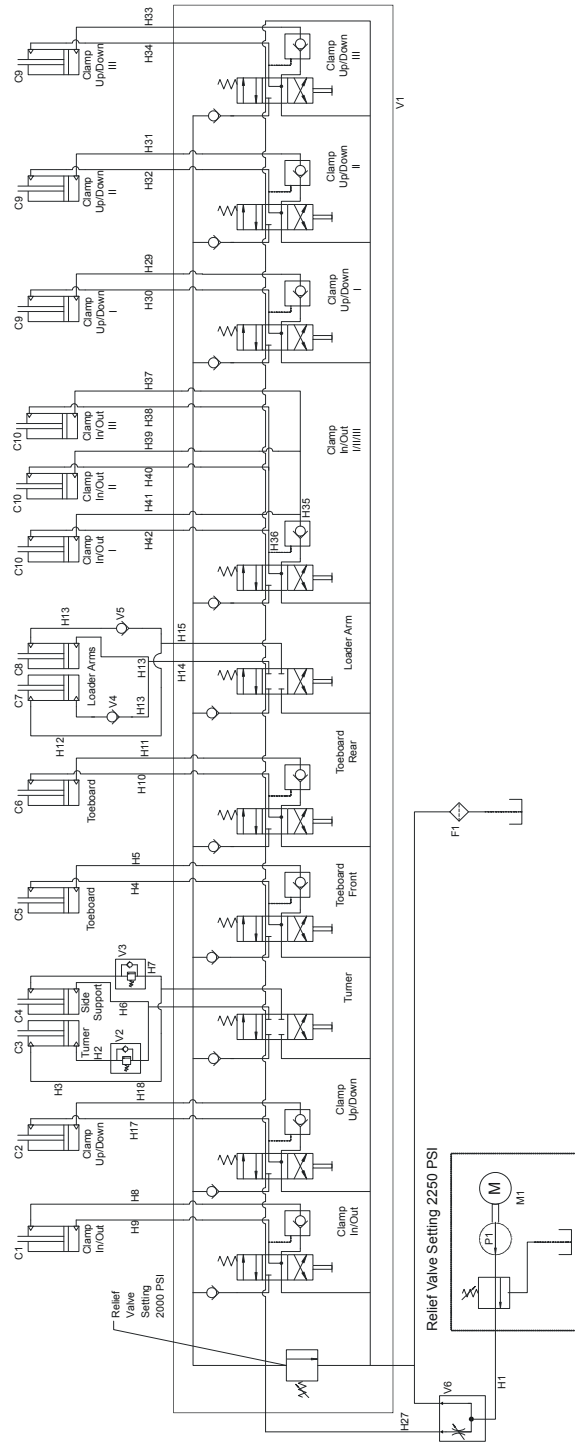 C1
Clamp
In/Out
H8
H9
C2
Clamp
Up/Down
H17
C3
C4
Turner
Side
Support
H3
H2
V2
H18
H6
V3
H7
C5
Toeboard
H5
H4
C6
Toeboard
H10
H11
H12
C7
C8
Loader Arms
V4
H13
H13
H13
V5
H14
H15
C10
Clamp
In/Out
I
C10
Clamp
In/Out
II
C10
Clamp
In/Out
III
H42
H41
H40
H39
H38
H37
C9
Clamp
Up/Down
I
H30
H29
C9
Clamp
Up/Down
II
H32
H31
C9
Clamp
Up/Down
III
H34
H33
Relief
Valve
Setting
2000 PSI
Clamp
In/Out
Clamp
Up/Down
Turner
Toeboard
Front
Toeboard
Rear
Loader Arm
H36
H35
Clamp
In/Out
I/II/III
Clamp
Up/Down
I
Clamp
Up/Down
II
Clamp
Up/Down
III
V1
H27
V6
H1
Relief Valve Setting 2250 PSI
P1
M
M1
F1